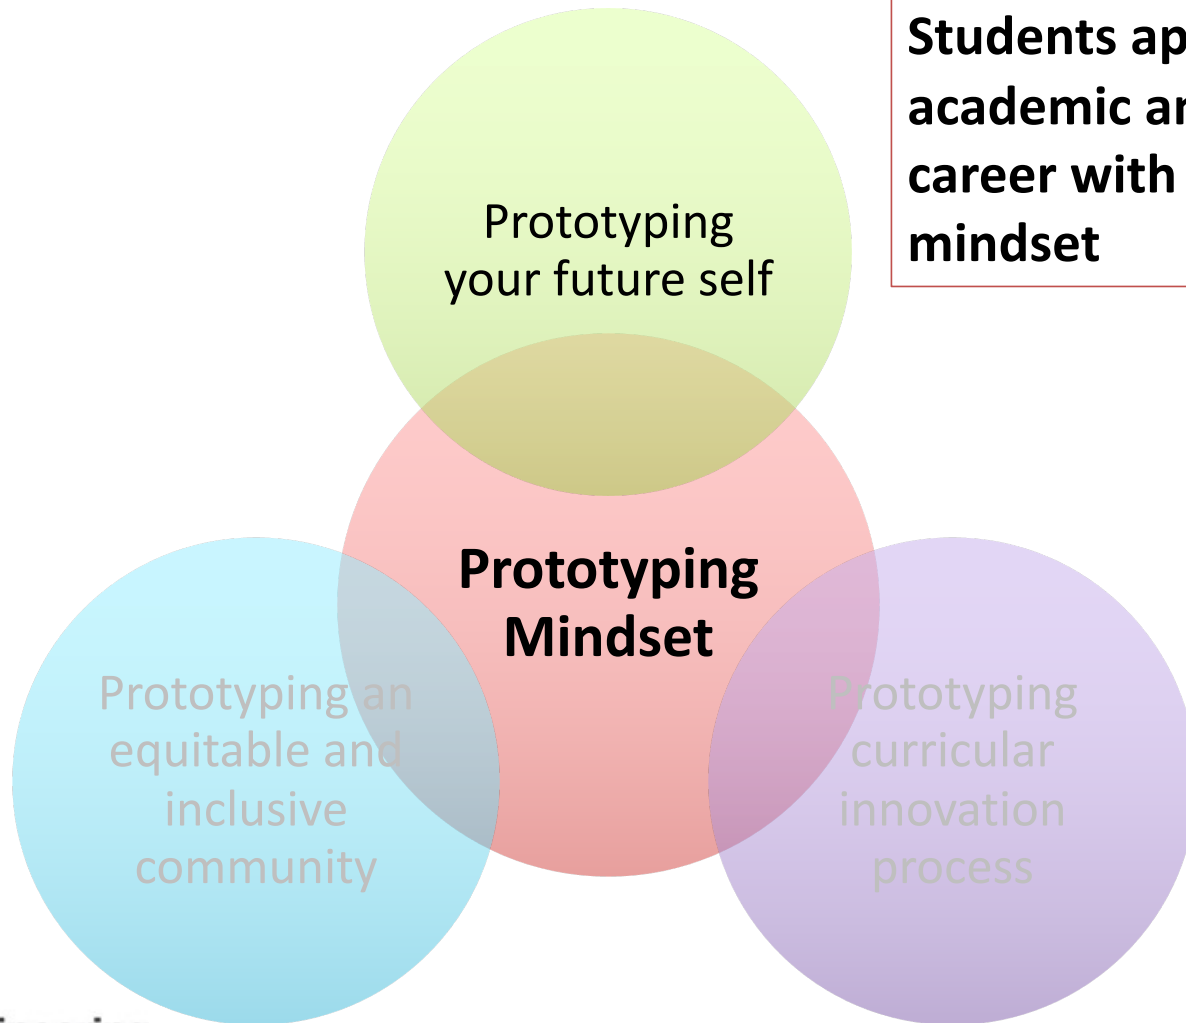 Students ap
academic ar
career with
mindset
Prototyping
your future self
Prototyping
Mindset
Prototyping an
equitable and
inclusive
community
Prototyping
curricular
innovation
process